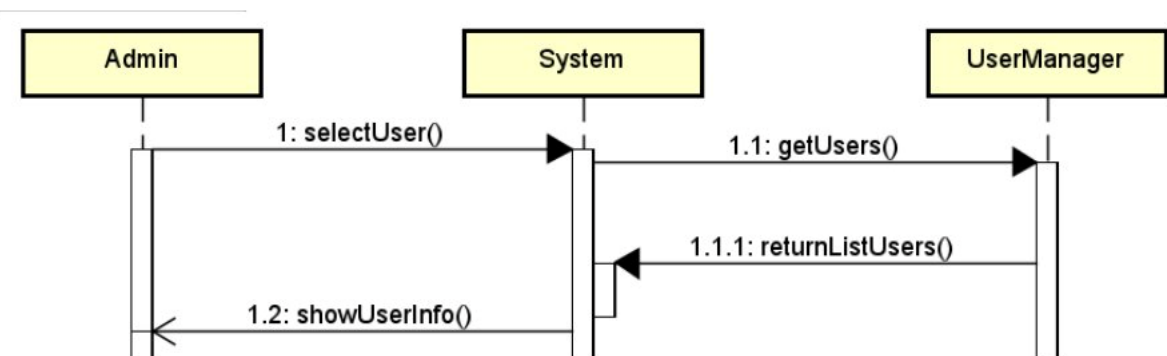 Admin
System
UserManager
1: selectUser()
1.1: getUsers()
1.1.1: returnListUsers()
1.2: showUserInfo()